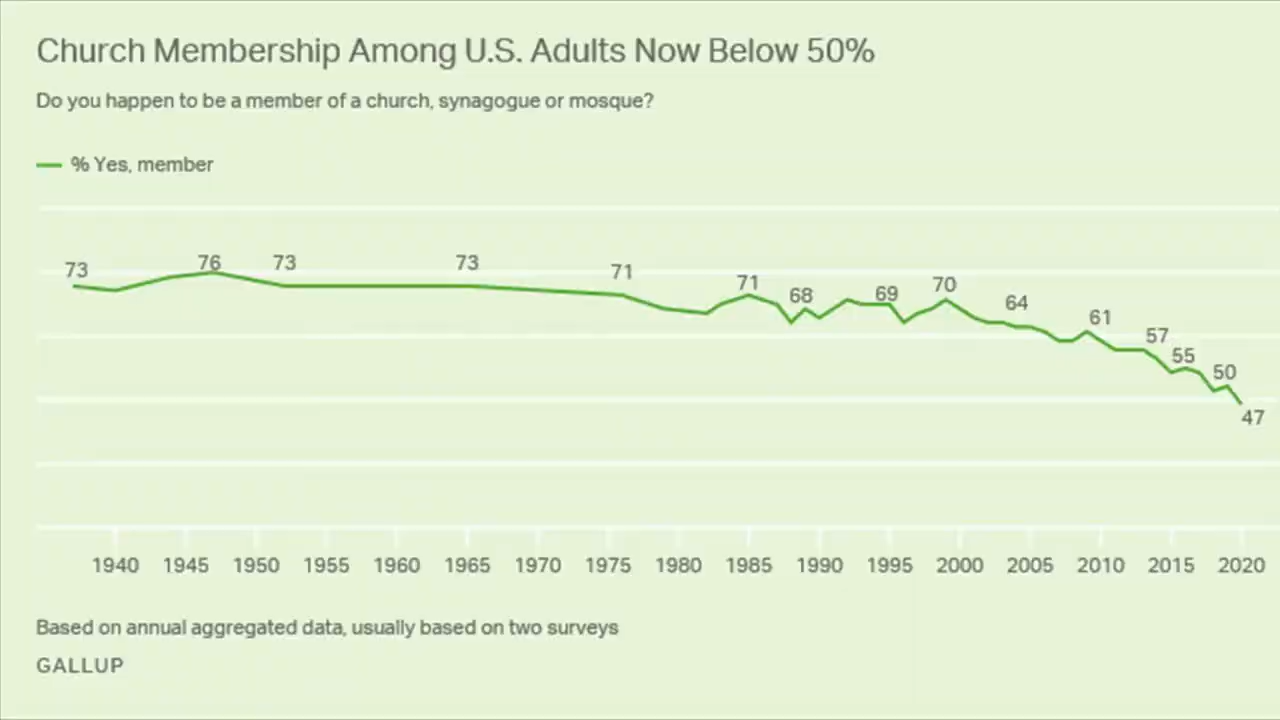 Church Membership Among U.S. Adults Now Below 50%
Do you happen to be a member of a church, synagogue or mosque?
% Yes, member
73 76 73 73 71 71 68 69 70 64 61 57 55 50 47
1940 1945 1950 1955 1960 1965 1970 1975 1980 1985 1990 1995 2000 2005 2010 2015 2020
Based on annual aggregated data, usually based on two surveys
GALLUP